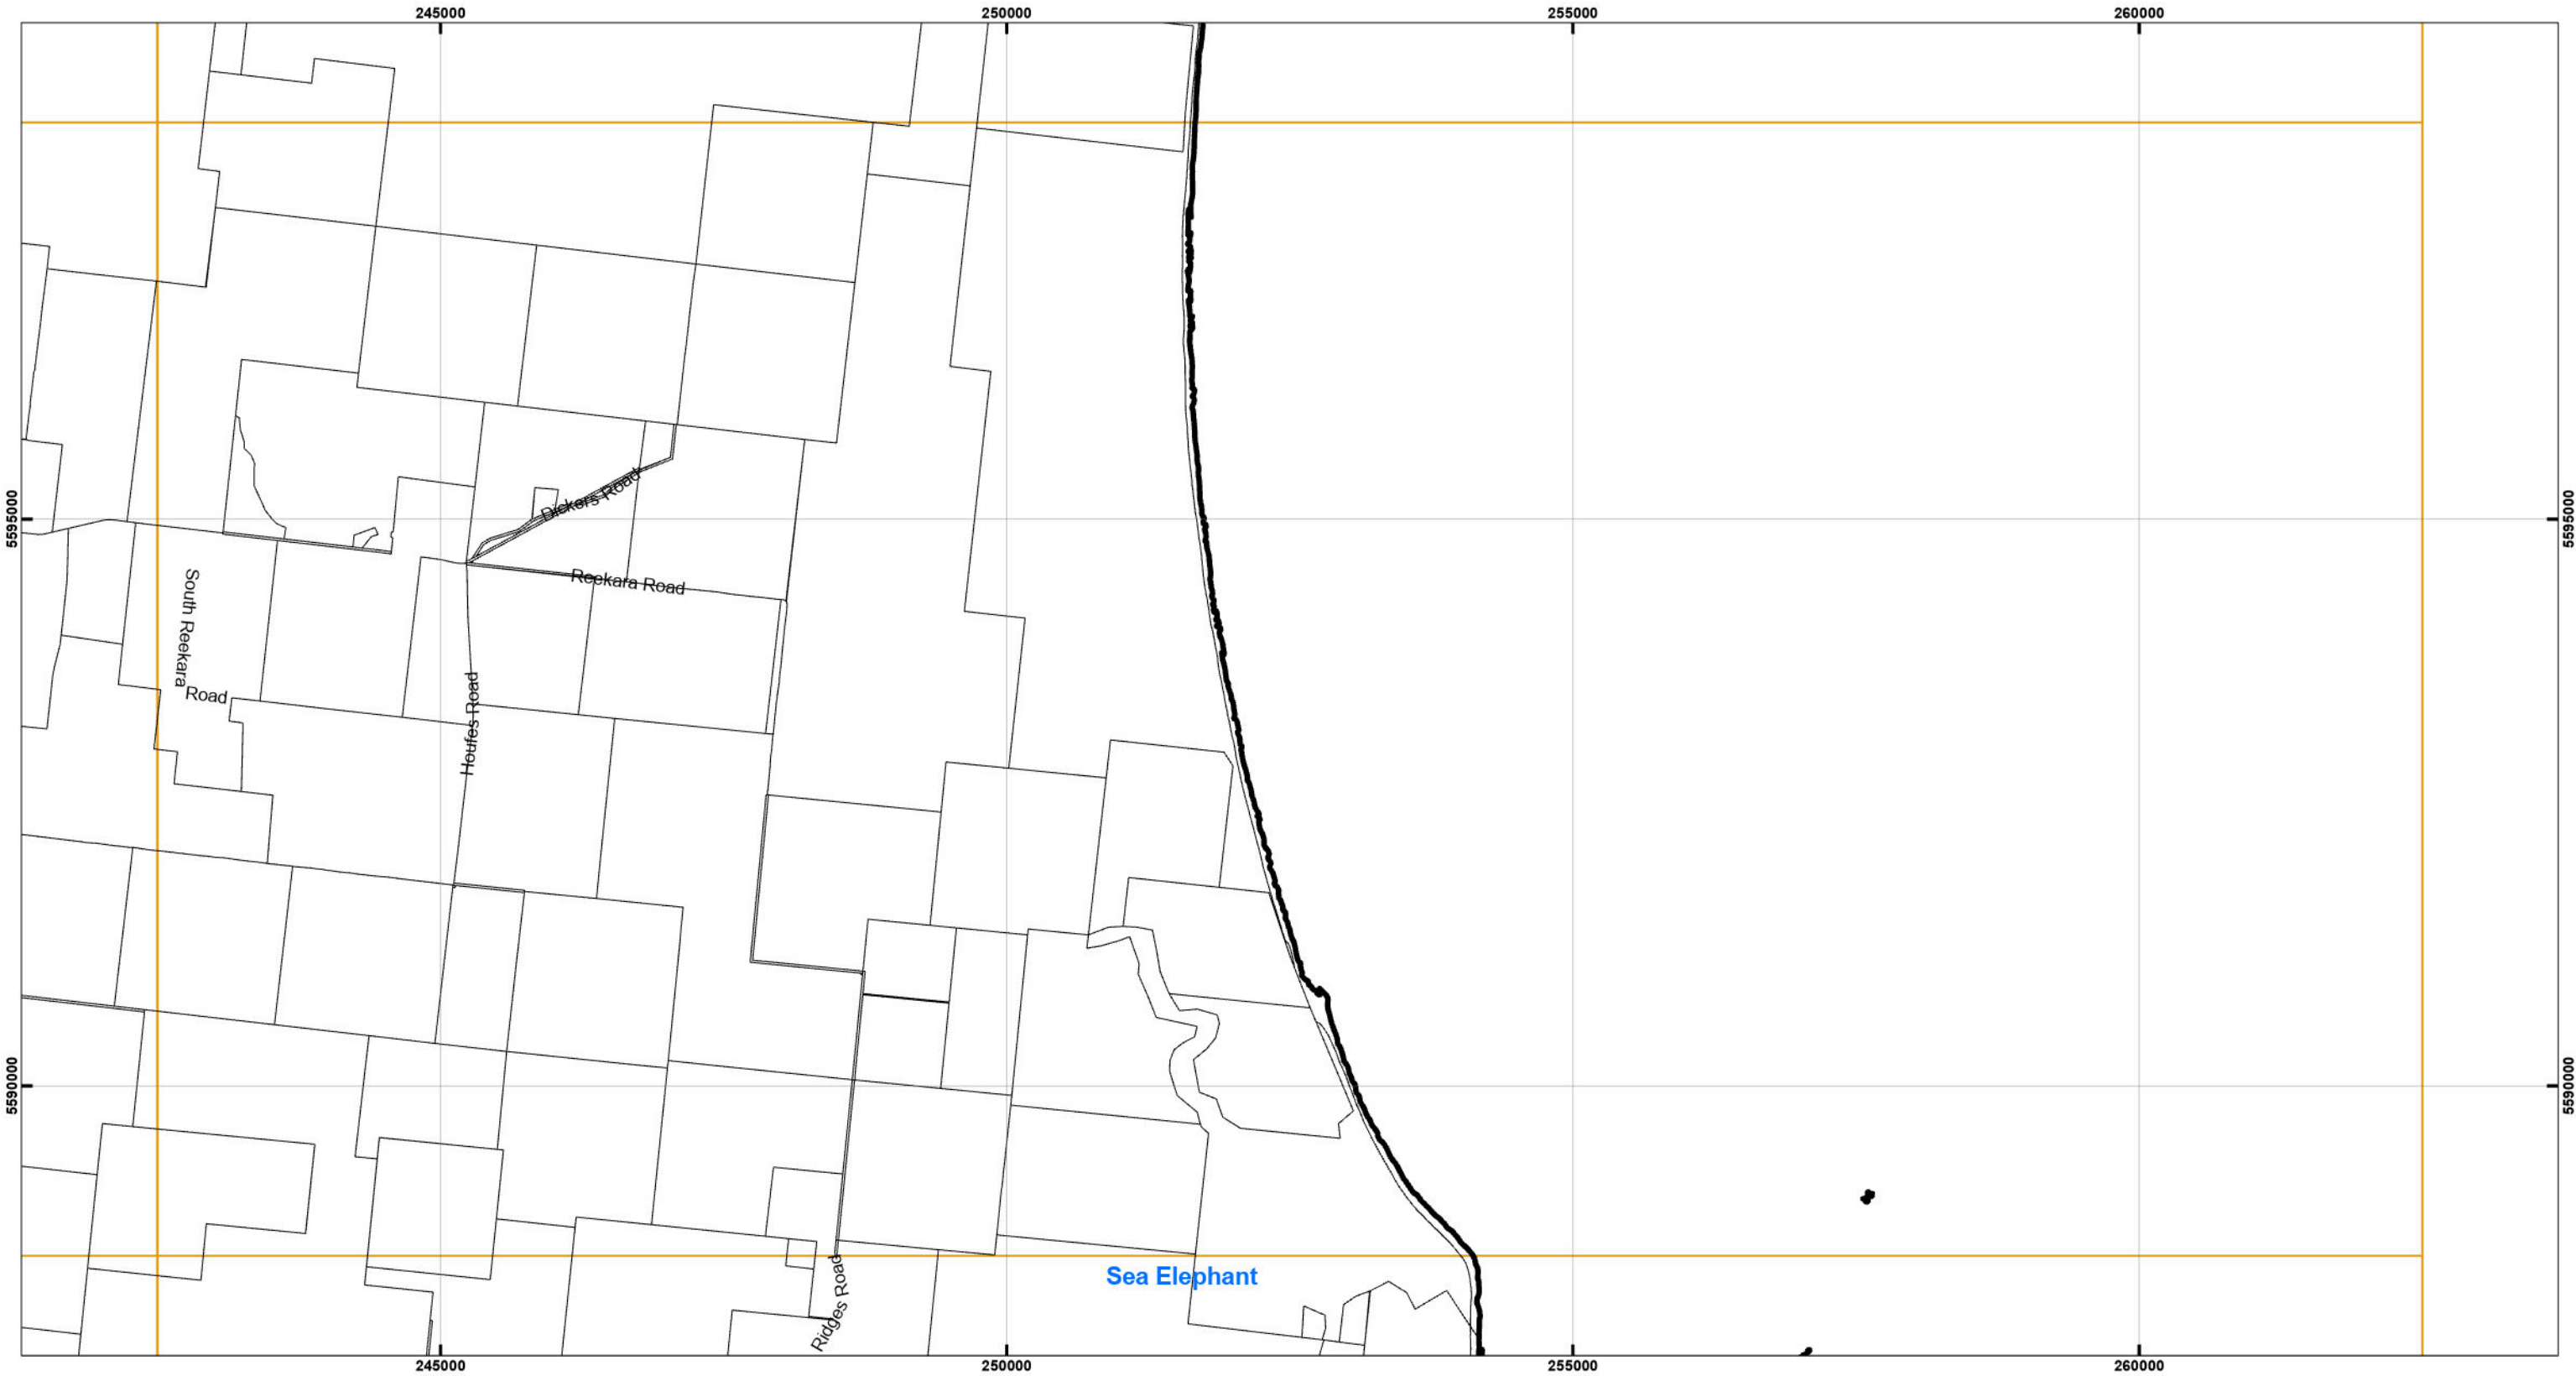 245000
250000
255000
260000
Dickers Road
5595000
5595000
Reekara Road
South Reekara
Road
Houfes Road
5590000
5590000
Sea Elephant
Ridges Road
245000
250000
255000
260000